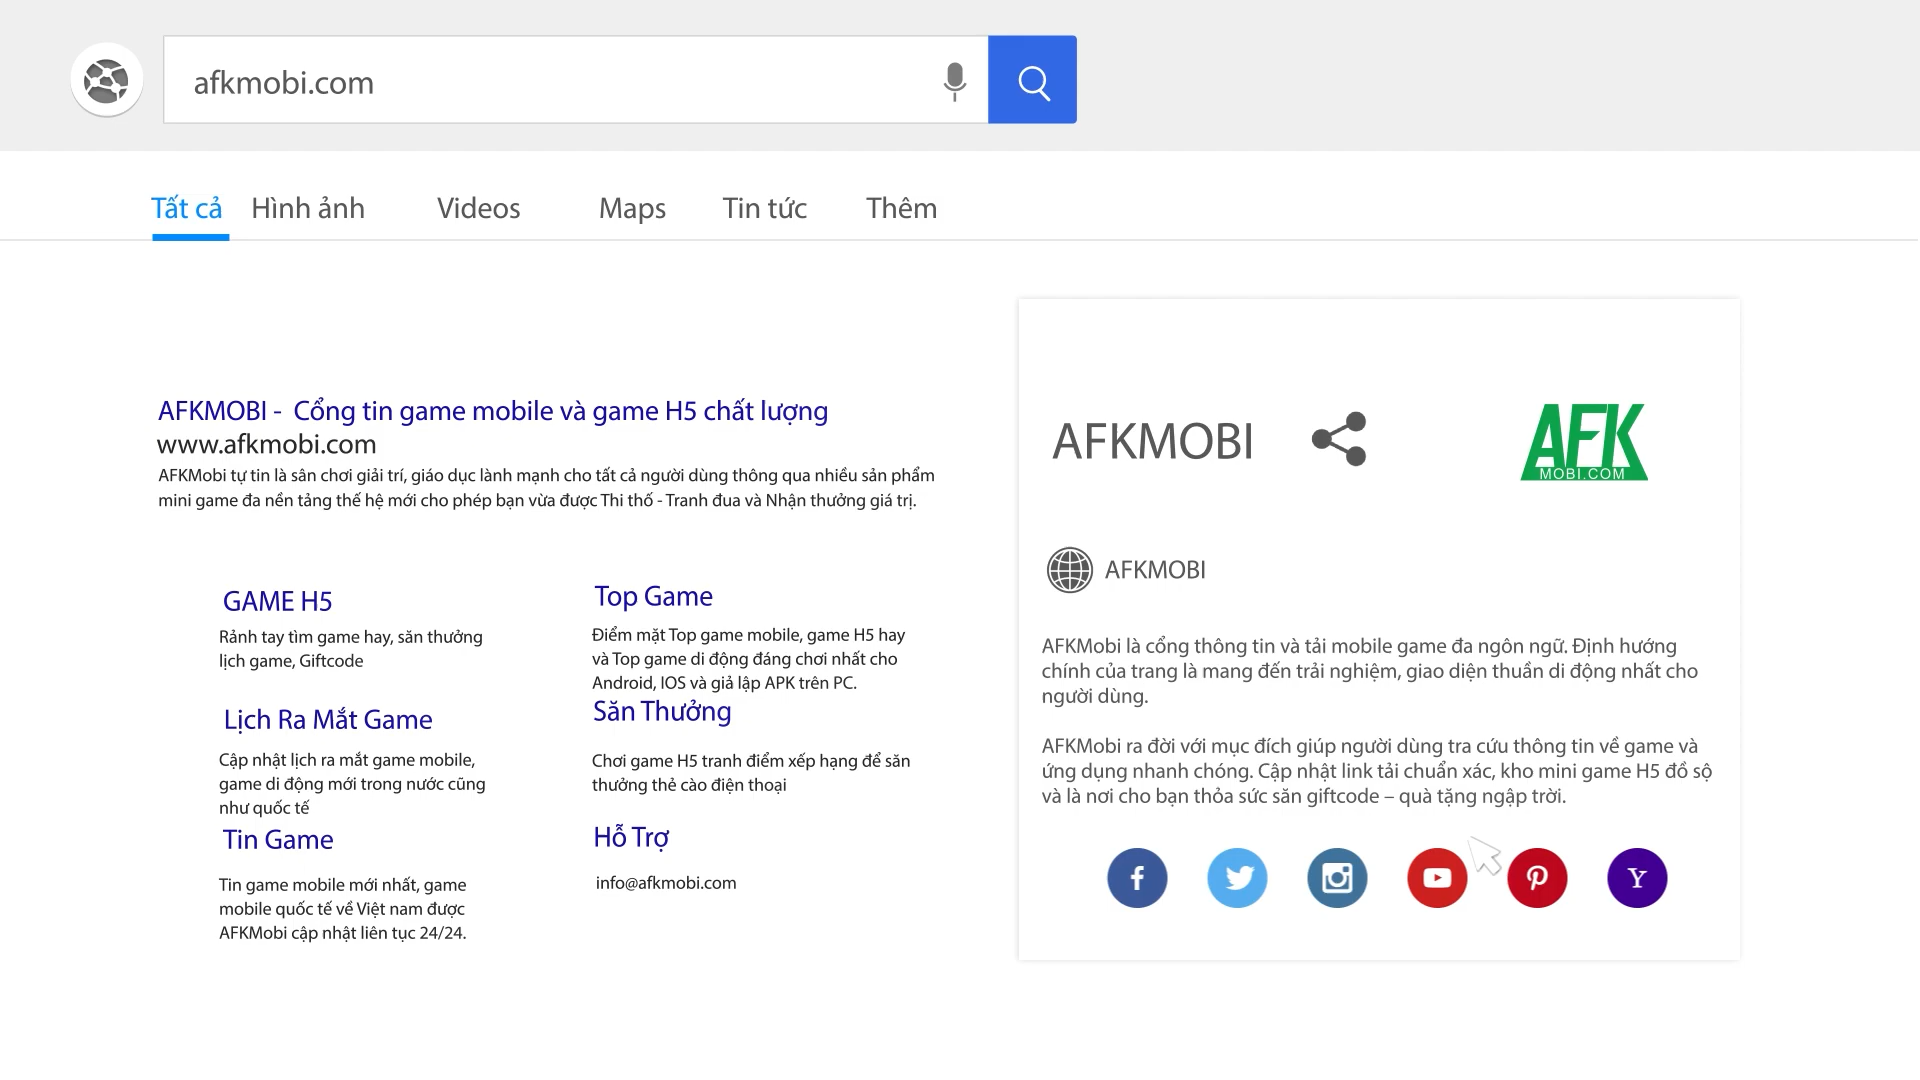 afkmobi.com
Tất cả
Hình ảnh
Videos
Maps
Tin tức
Thêm
AFKMOBI - Cổng tin game mobile và game H5 chất lượng
www.afkmobi.com
AFKMobi tự tin là sân chơi giải trí, giáo dục lành mạnh cho tất cả người dùng thông qua nhiều sản phẩm
mini game đa nền tảng thế hệ mới cho phép bạn vừa được Thi thố - Tranh đua và Nhận thưởng giá trị.
GAME H5
Rảnh tay tìm game hay, săn thưởng
lịch game, Giftcode
Lịch Ra Mắt Game
Cập nhật lịch ra mắt game mobile,
game di động mới trong nước cũng
như quốc tế
Tin Game
Tin game mobile mới nhất, game
mobile quốc tế về Việt nam được
AFKMobi cập nhật liên tục 24/24.
Top Game
Điểm mặt Top game mobile, game H5 hay
và Top game di động đáng chơi nhất cho
Android, IOS và giả lập APK trên PC.
Săn Thưởng
Chơi game H5 tranh điểm xếp hạng để săn
thưởng thẻ cào điện thoại
Hỗ Trợ
info@afkmobi.com
AFKMOBI
AFK
MOBI.COM
AFKMOBI
AFKMobi là cổng thông tin và tải mobile game đa ngôn ngữ. Định hướng
chính của trang là mang đến trải nghiệm, giao diện thuần di động nhất cho
người dùng.
AFKMobi ra đời với mục đích giúp người dùng tra cứu thông tin về game và
ứng dụng nhanh chóng. Cập nhật link tải chuẩn xác, kho mini game H5 đồ sộ
và là nơi cho bạn thỏa sức săn giftcode – quà tặng ngập trời.